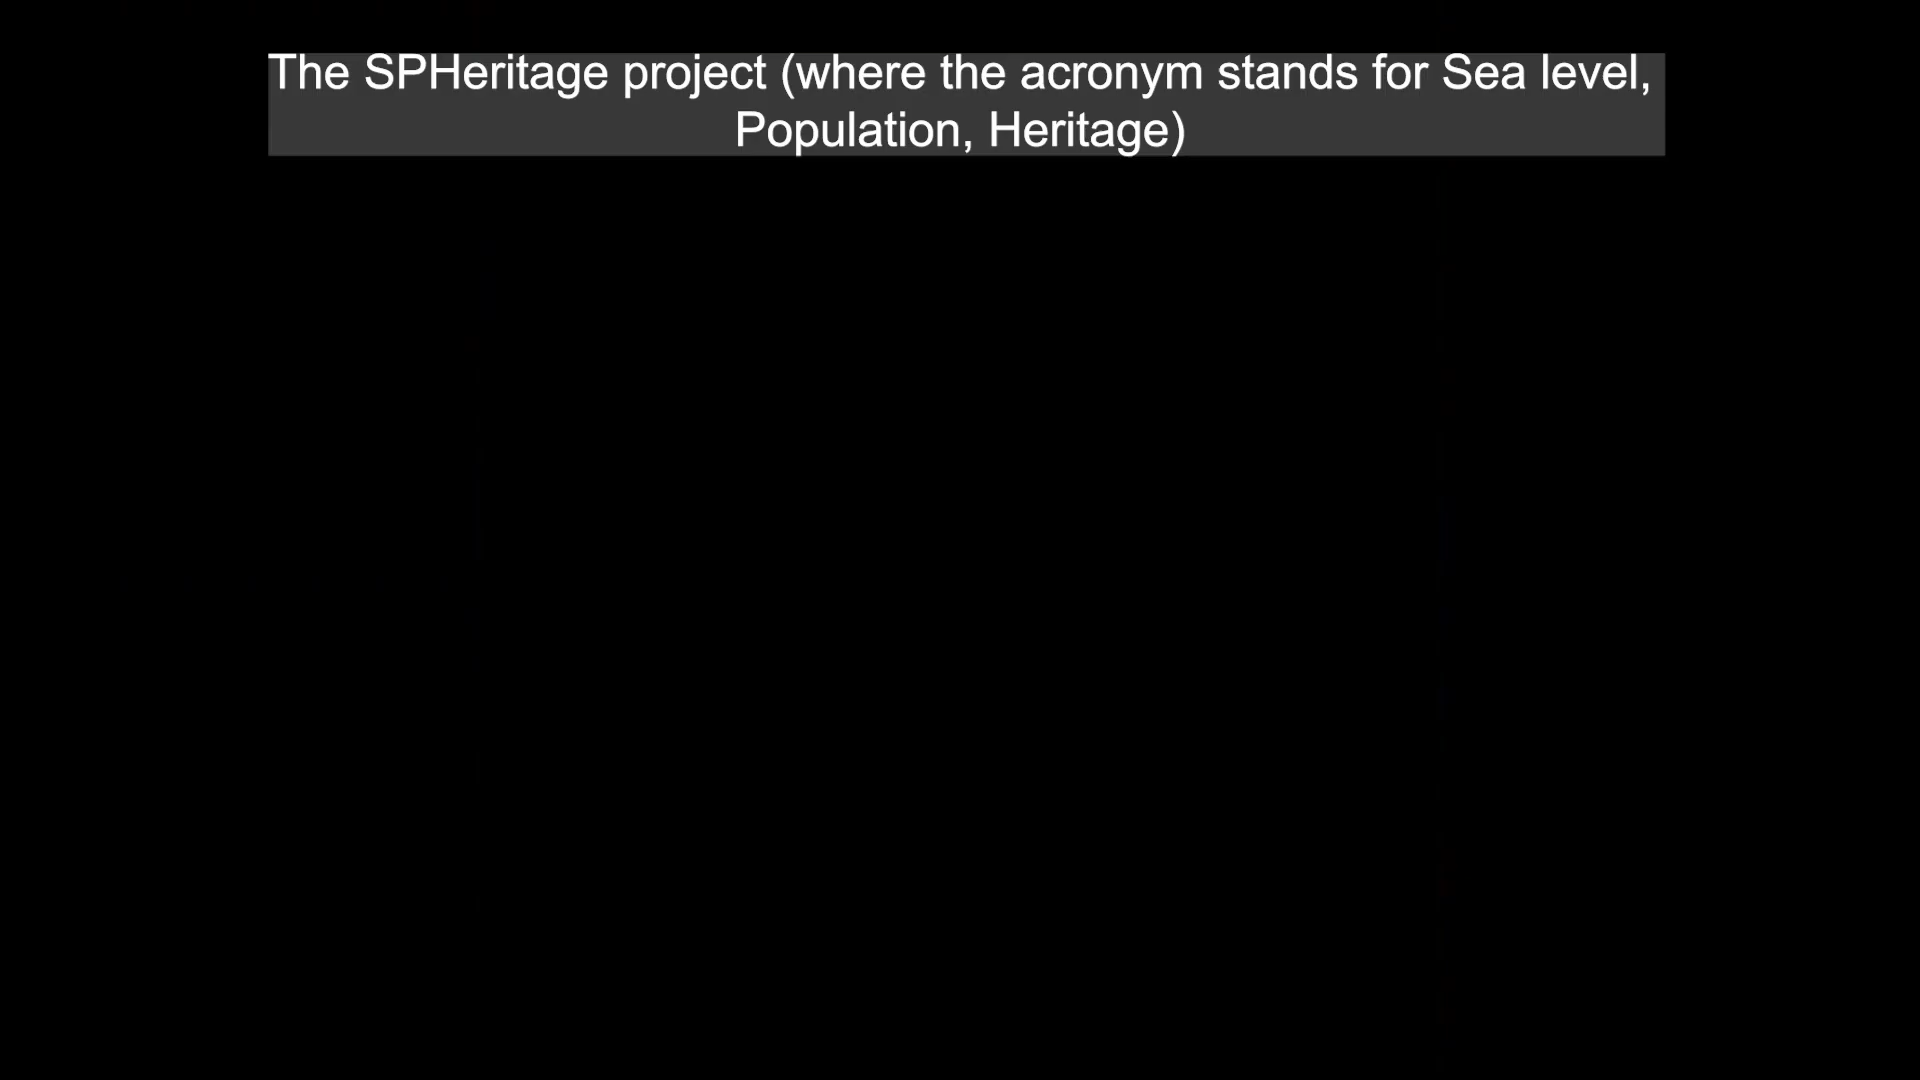 The SPHeritage project (where the acronym stands for Sea level,
Population, Heritage)